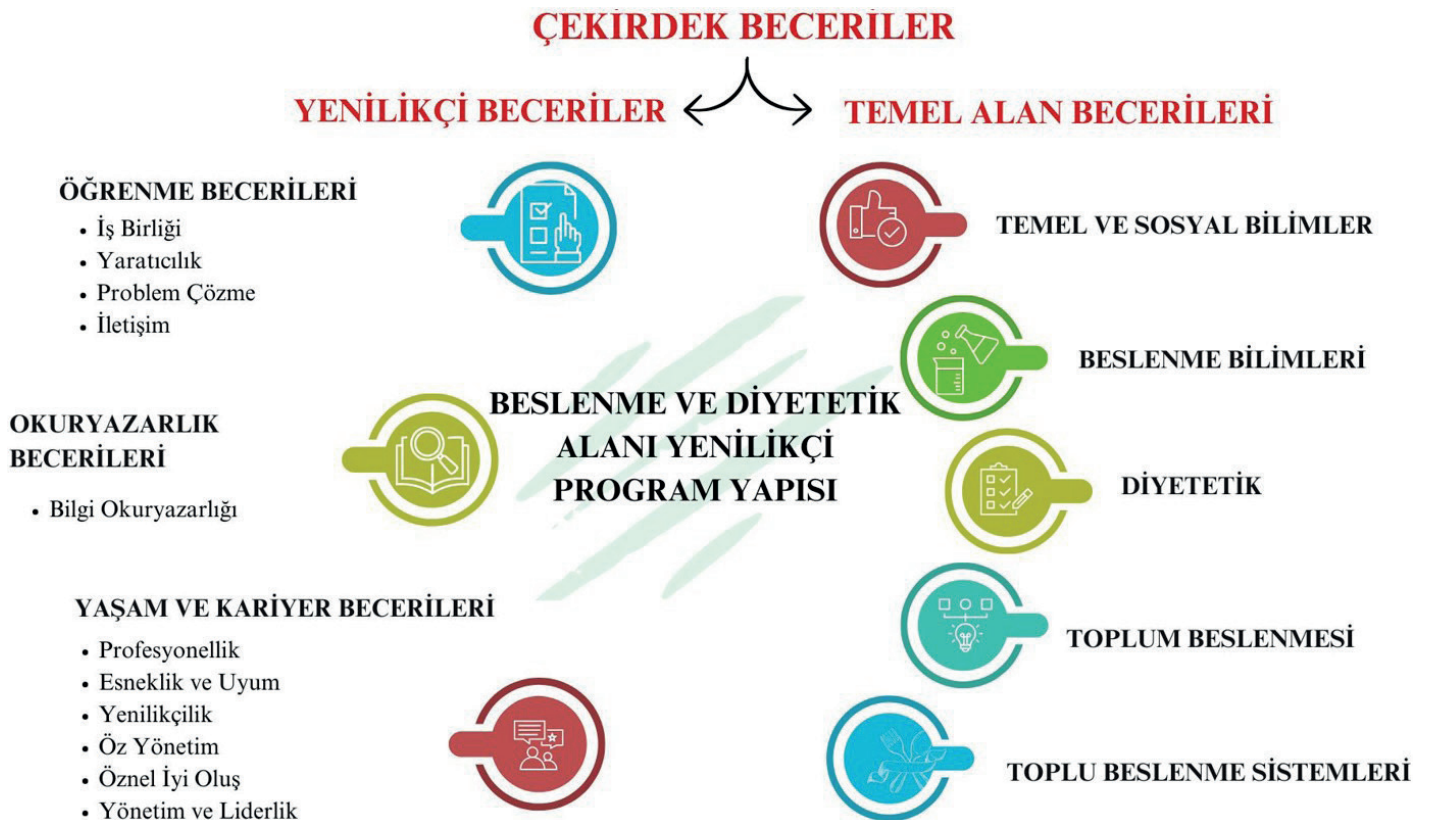 ÇEKİRDEK BECERİLER
YENİLİKÇİ BECERİLER
TEMEL ALAN BECERİLERİ
ÖĞRENME BECERİLERİ
• İş Birliği
• Yaratıcılık
• Problem Çözme
• İletişim
OKURYAZARLIK
BECERİLERİ
• Bilgi Okuryazarlığı
YAŞAM VE KARİYER BECERİLERİ
• Profesyonellik
• Esneklik ve Uyum
• Yenilikçilik
• Öz Yönetim
• Öznel İyi Oluş
• Yönetim ve Liderlik
BESLENME VE DİYETETİK
ALANI YENİLİKÇİ
PROGRAM YAPISI
TEMEL VE SOSYAL BİLİMLER
BESLENME BİLİMLERİ
DİYETETİK
TOPLUM BESLENMESİ
TOPLU BESLENME SİSTEMLERİ